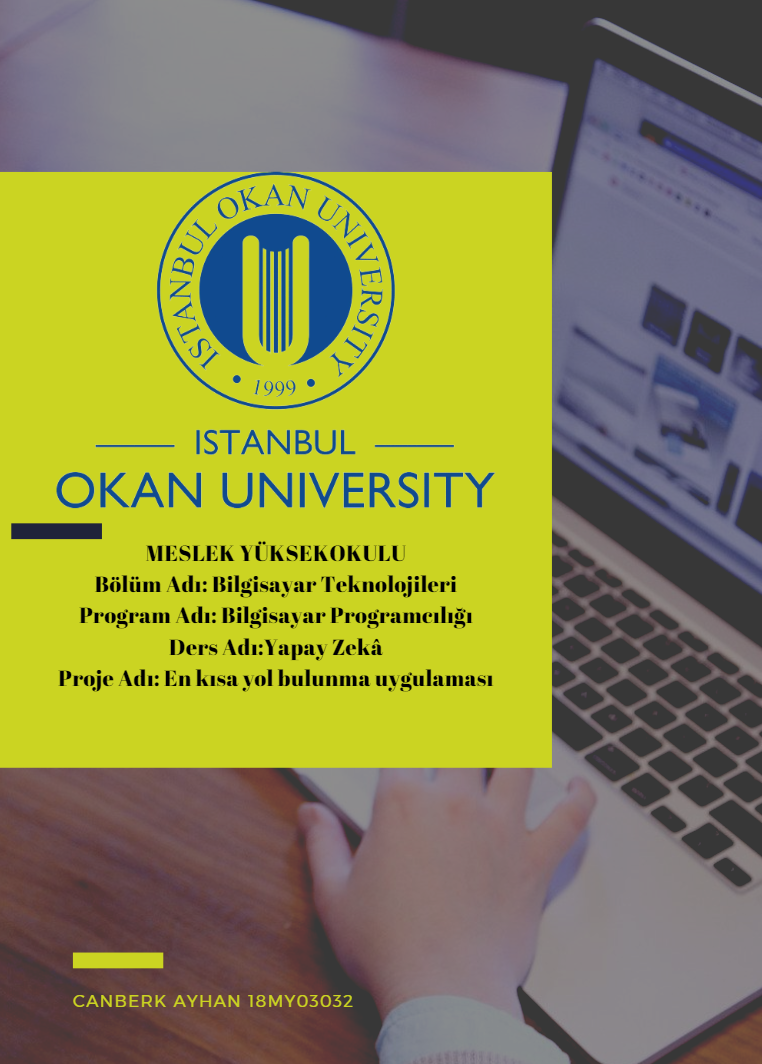 ISTANBUL OKAN UNIVERSITY
• 1999 •
ISTANBUL
OKAN UNIVERSITY
MESLEK YÜKSEKOKULU
Bölüm Adı: Bilgisayar Teknolojileri
Program Adı: Bilgisayar Programcılığı
Ders Adı:Yapay Zekâ
Proje Adı: En kısa yol bulunma uygulaması
CANBERK AYHAN 18MY03032